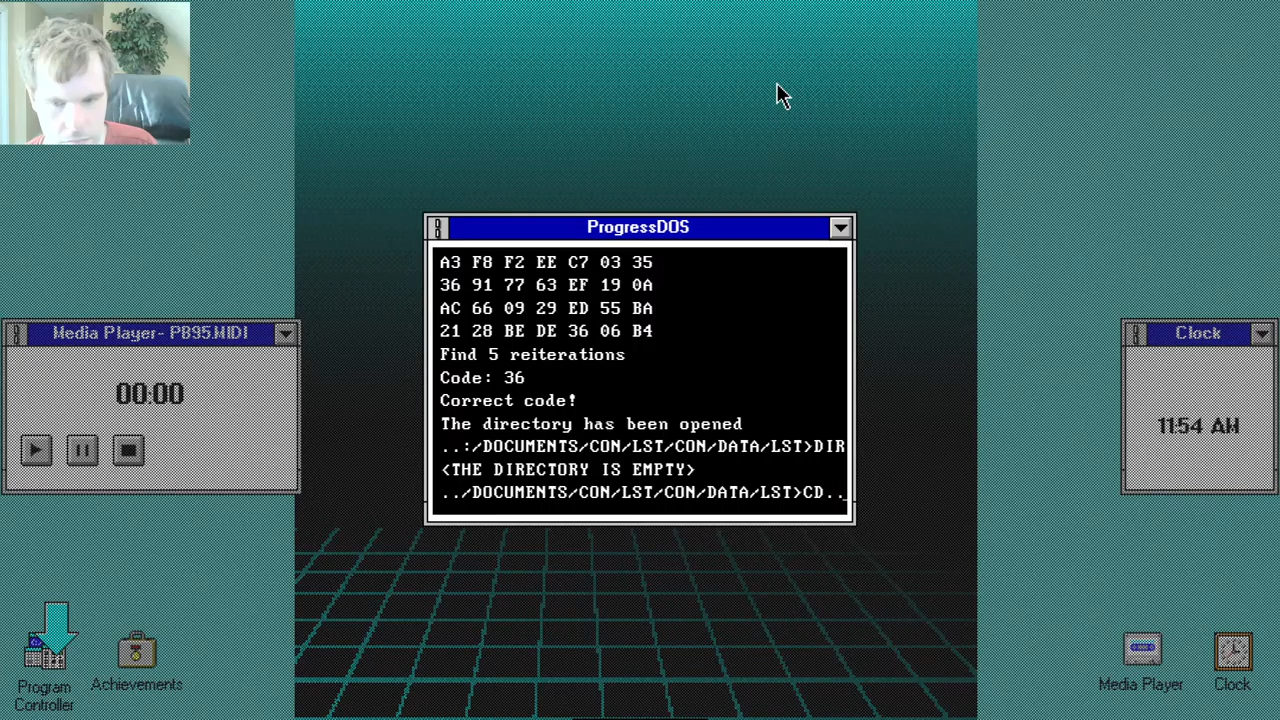 ProgressDOS
A3 F8 F2 EE C7 03 35
36 91 77 63 EF 19 0A
AC 66 09 29 ED 55 BA
21 28 BE DE 36 06 B4
Find 5 reiterations
Code: 36
Correct code!
The directory has been opened
..:/DOCUMENTS/CON/LST/CON/DATA/LST>DIR
<THE DIRECTORY IS EMPTY>
../DOCUMENTS/CON/LST/CON/DATA/LST>CD.._
Media Player- PB95.MIDI
00:00
Clock
11:54 AM
Program
Controller
Achievements
Media Player
Clock